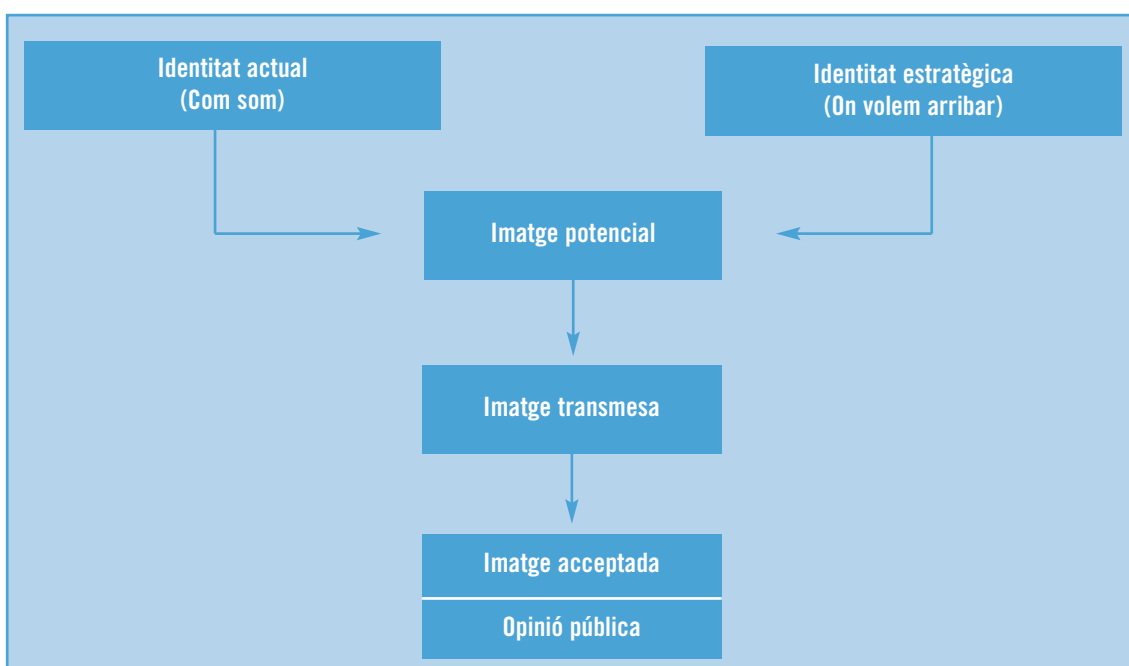 Identitat actual
(Com som)
Identitat estratègica
(On volem arribar)
Imatge potencial
Imatge transmesa
Imatge acceptada
Opinió pública